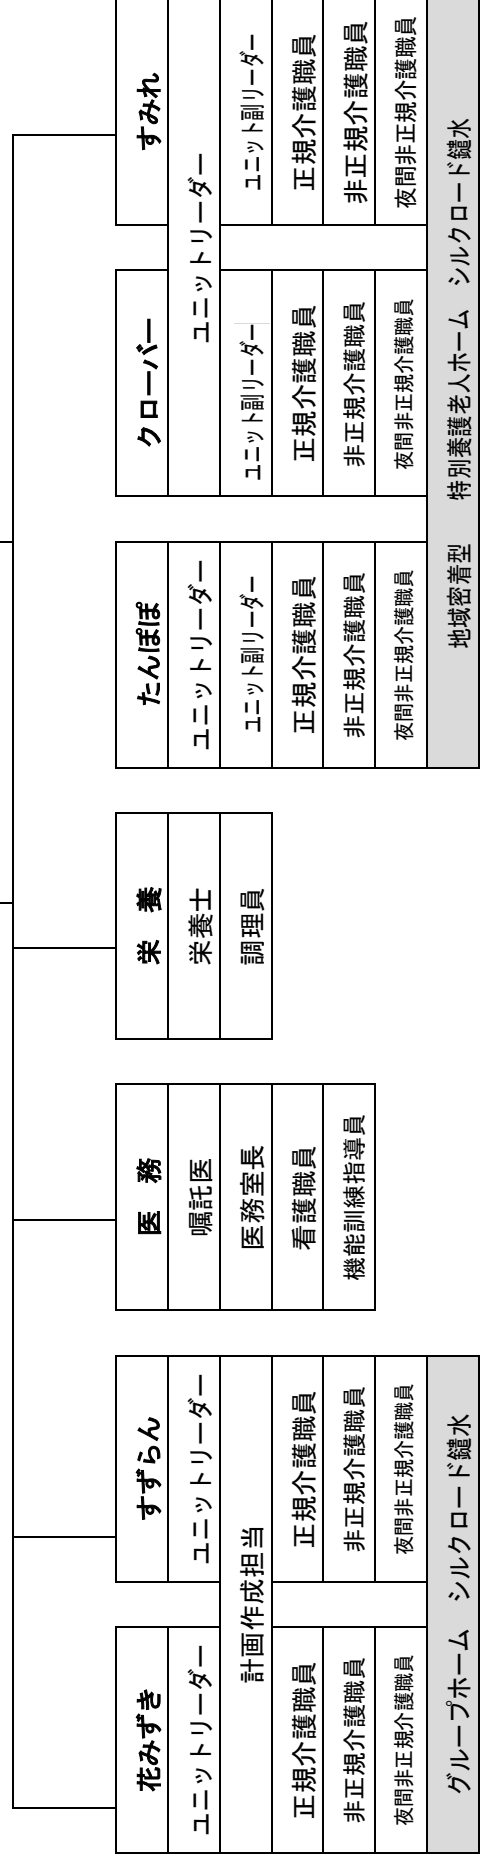 花みずき
ユニットリーダー
計画作成担当
正規介護職員
非正規介護職員
夜間非正規介護職員
すずらん
ユニットリーダー
正規介護職員
非正規介護職員
夜間非正規介護職員
グループホーム　シルクロード鑓水
医　務
嘱託医
医務室長
看護職員
機能訓練指導員
栄　養
栄養士
調理員
たんぽぽ
ユニットリーダー
ユニット副リーダー
正規介護職員
非正規介護職員
夜間非正規介護職員
クローバー
ユニットリーダー
ユニット副リーダー
正規介護職員
非正規介護職員
夜間非正規介護職員
すみれ
ユニット副リーダー
正規介護職員
非正規介護職員
夜間非正規介護職員
地域密着型　特別養護老人ホーム　シルクロード鑓水